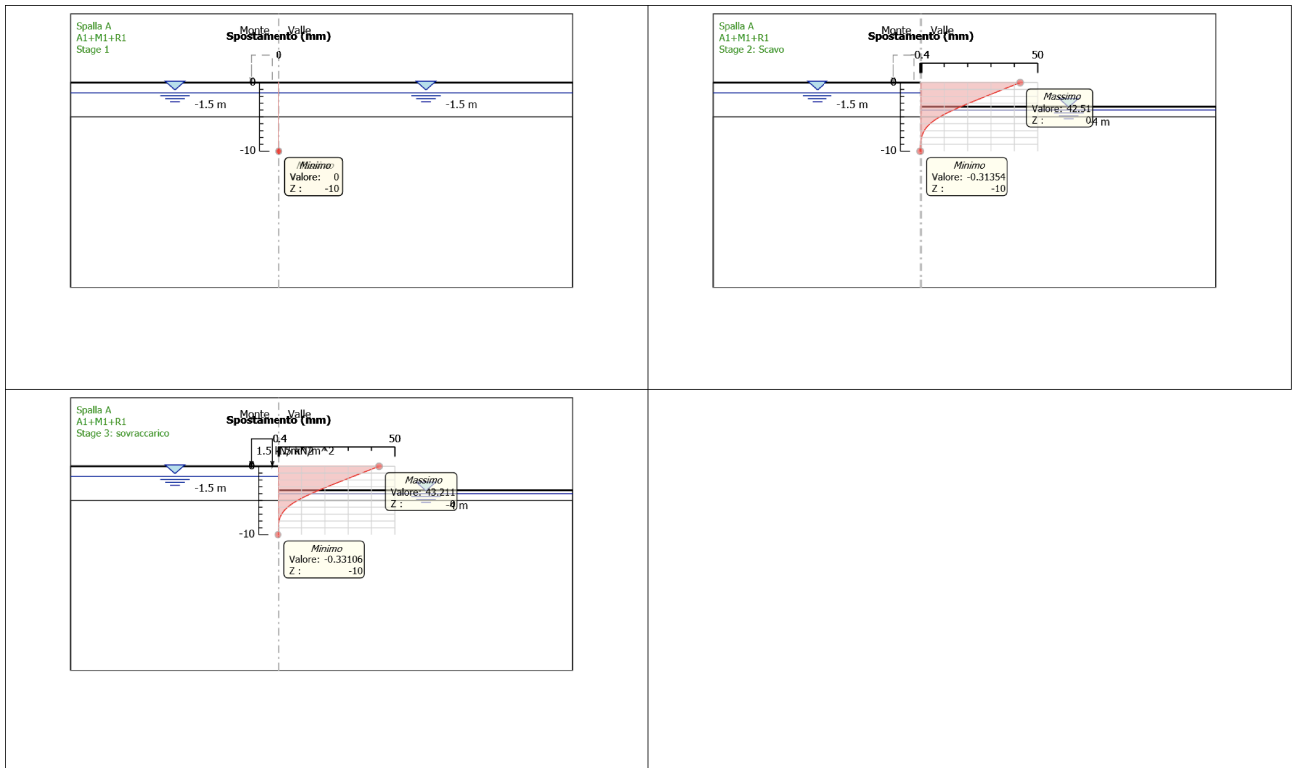 Spalla A
A1+M1+R1
Stage 1
Monte Valle
Spostamento (mm)
0
0
-1.5 m
-1.5 m
-10
Minimo
Valore: 0
Z : -10
Spalla A
A1+M1+R1
Stage 2: Scavo
Monte Valle
Spostamento (mm)
0.4
50
0
-1.5 m
Massimo
Valore: 42.51
Z : 0
-10
Minimo
Valore: -0.31354
Z : -10
Spalla A
A1+M1+R1
Stage 3: sovraccarico
Monte Valle
Spostamento (mm)
0.4
50
-1.5 m
Massimo
Valore: 43.211
-10
Minimo
Valore: -0.33106
Z : -10